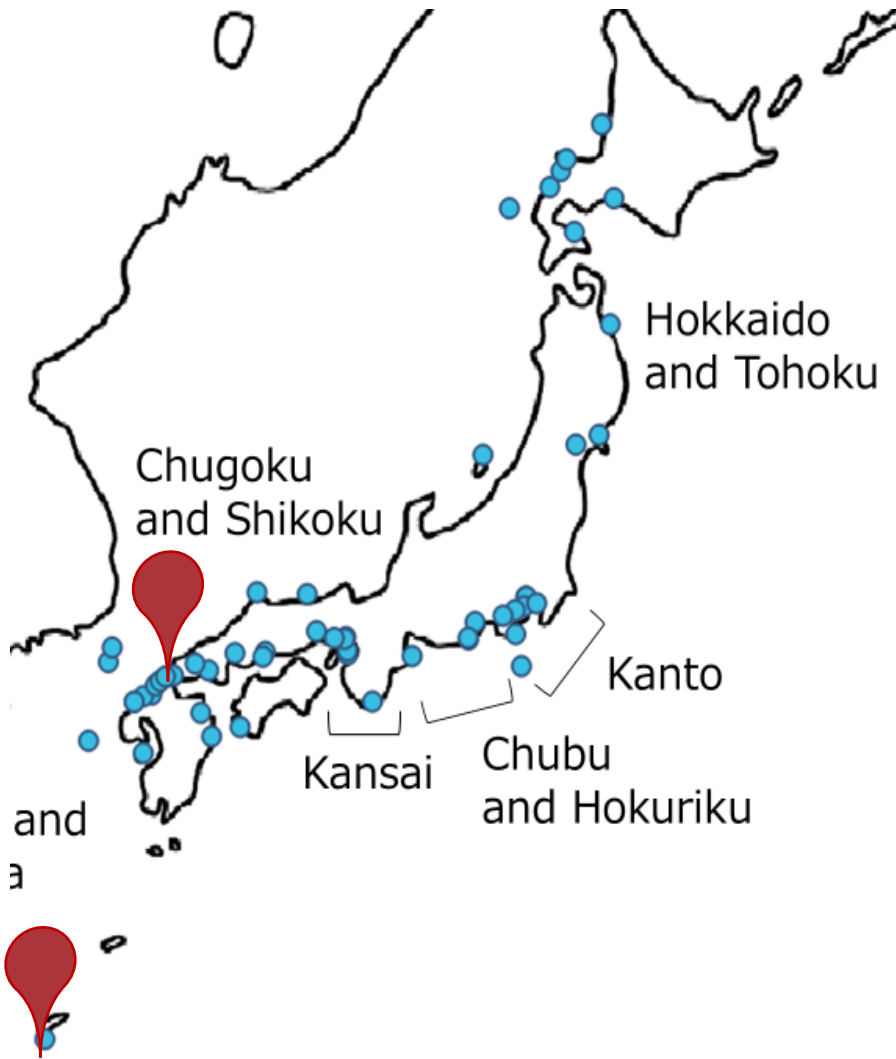 Hokkaido
and Tohoku
Chugoku
and Shikoku
Kanto
Kansai
Chubu
and Hokuriku
and
a